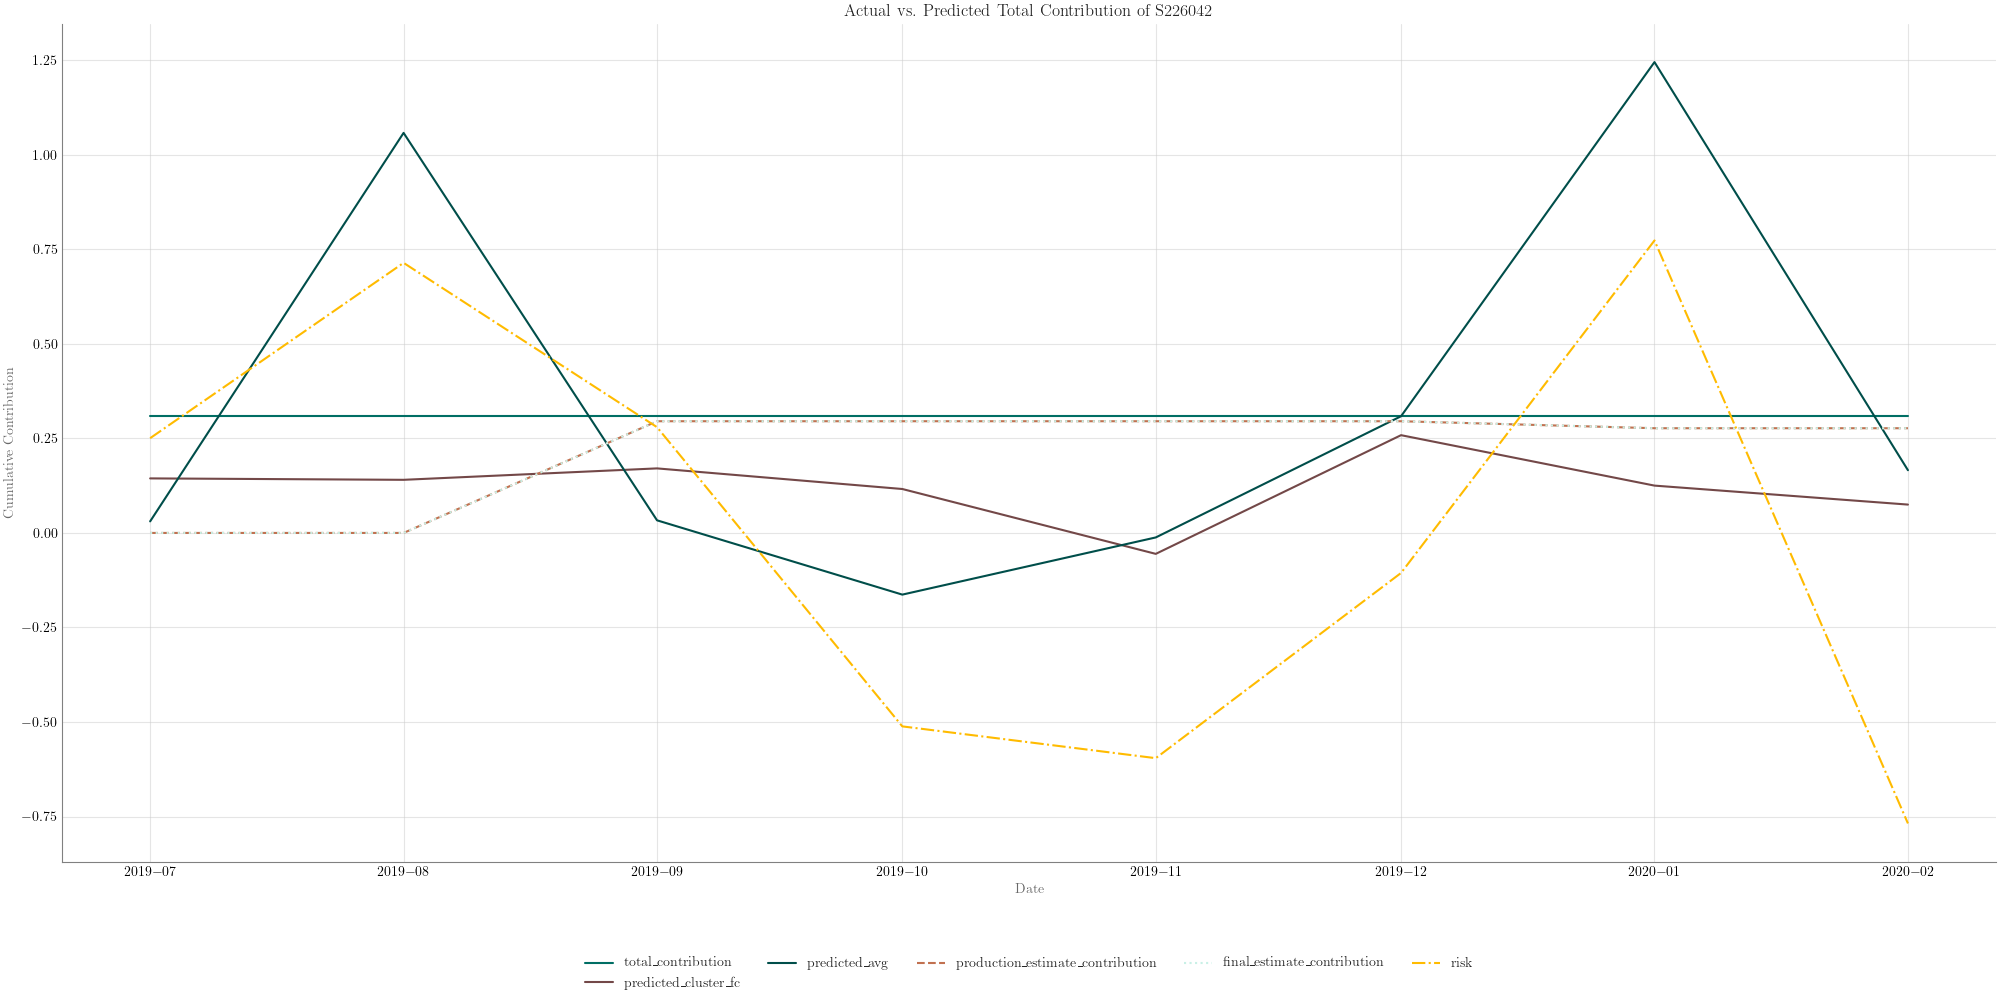 Actual vs. Predicted Total Contribution of S226042
Cumulative Contribution
1.25
1.00
0.75
0.50
0.25
0.00
−0.25
−0.50
−0.75
2019−07 2019−08 2019−09 2019−10 2019−11 2019−12 2020−01 2020−02
Date
total_contribution predicted_avg production_estimate_contribution final_estimate_contribution risk
predicted_cluster_fc